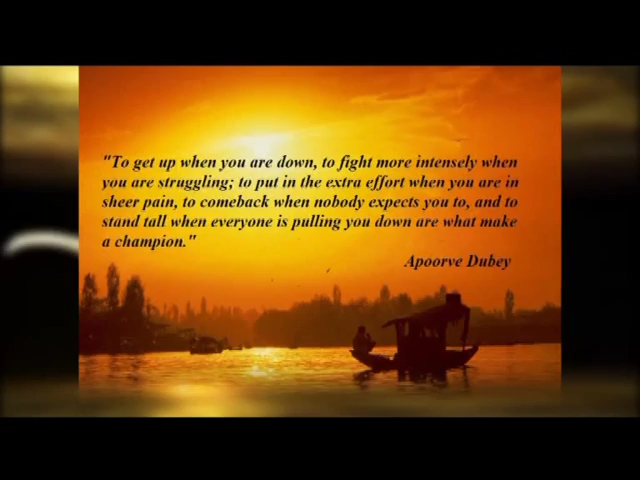 "To get up when you are down, to fight more intensely when
you are struggling; to put in the extra effort when you are in
sheer pain, to comeback when nobody expects you to, and to
stand tall when everyone is pulling you down are what make
a champion."
Apoorve Dubey